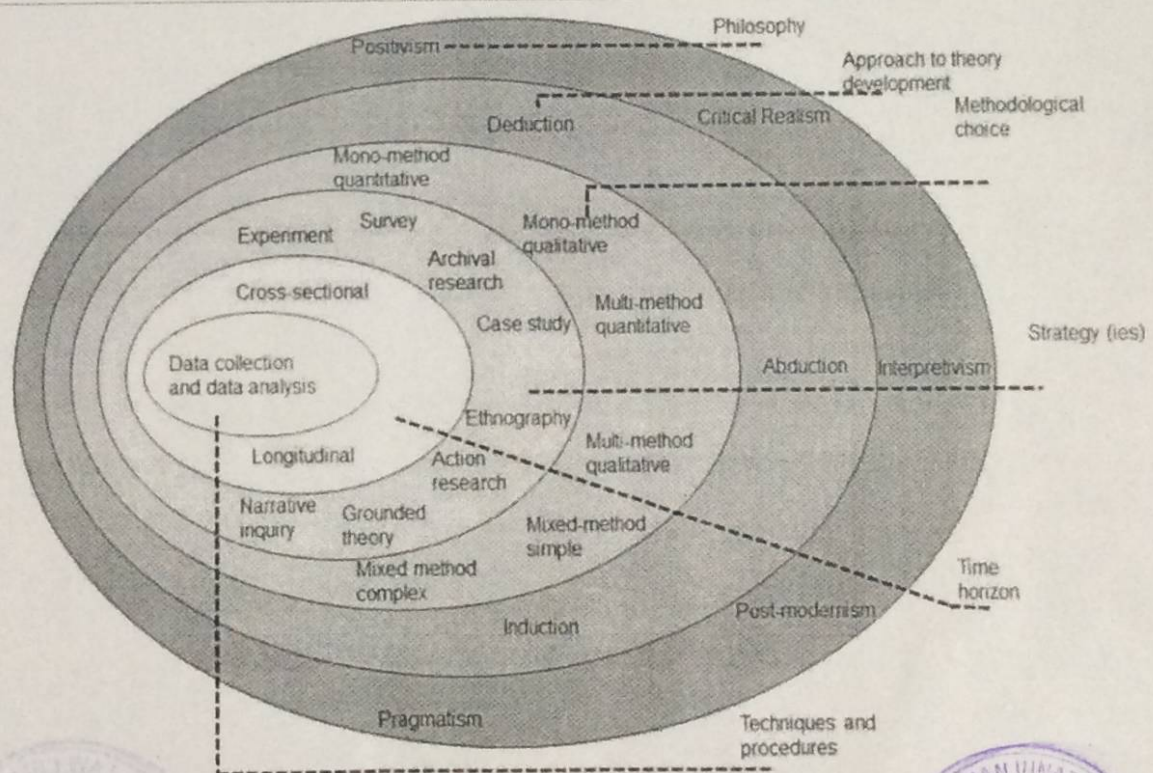 Philosophy
Positivism
Approach to theory
development
Methodological
choice
Critical Realism
Deduction
Mono-method
quantitative
Survey
Mono-method
qualitative
Experiment
Archival
research
Cross-sectional
Multi-method
quantitative
Case study
Strategy (ies)
Data collection
and data analysis
Abduction
Interpretivism
Ethnography
Multi-method
qualitative
Longitudinal
Action
research
Narrative
inquiry
Grounded
theory
Mixed-method
simple
Mixed method
complex
Time
horizon
Post-modernism
Induction
Pragmatism
Techniques and
procedures